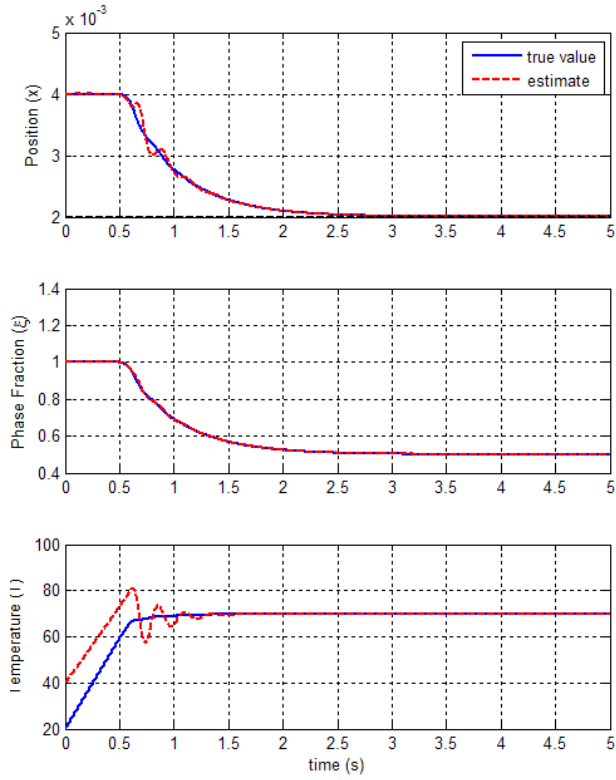 x 10⁻³
5
4
3
2
Position (x)
true value
estimate
0 0.5 1 1.5 2 2.5 3 3.5 4 4.5 5
1.4
1.2
1
0.8
0.6
0.4
Phase Fraction (ξ)
0 0.5 1 1.5 2 2.5 3 3.5 4 4.5 5
100
80
60
40
20
Temperature (T)
0 0.5 1 1.5 2 2.5 3 3.5 4 4.5 5
time (s)